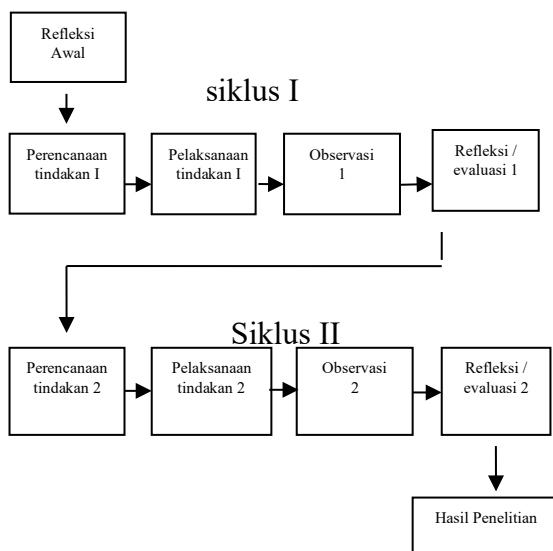 Refleksi
Awal
siklus I
Perencanaan
tindakan I
Pelaksanaan
tindakan I
Observasi
1
Refleksi /
evaluasi 1
Siklus II
Perencanaan
tindakan 2
Pelaksanaan
tindakan 2
Observasi
2
Refleksi /
evaluasi 2
Hasil Penelitian